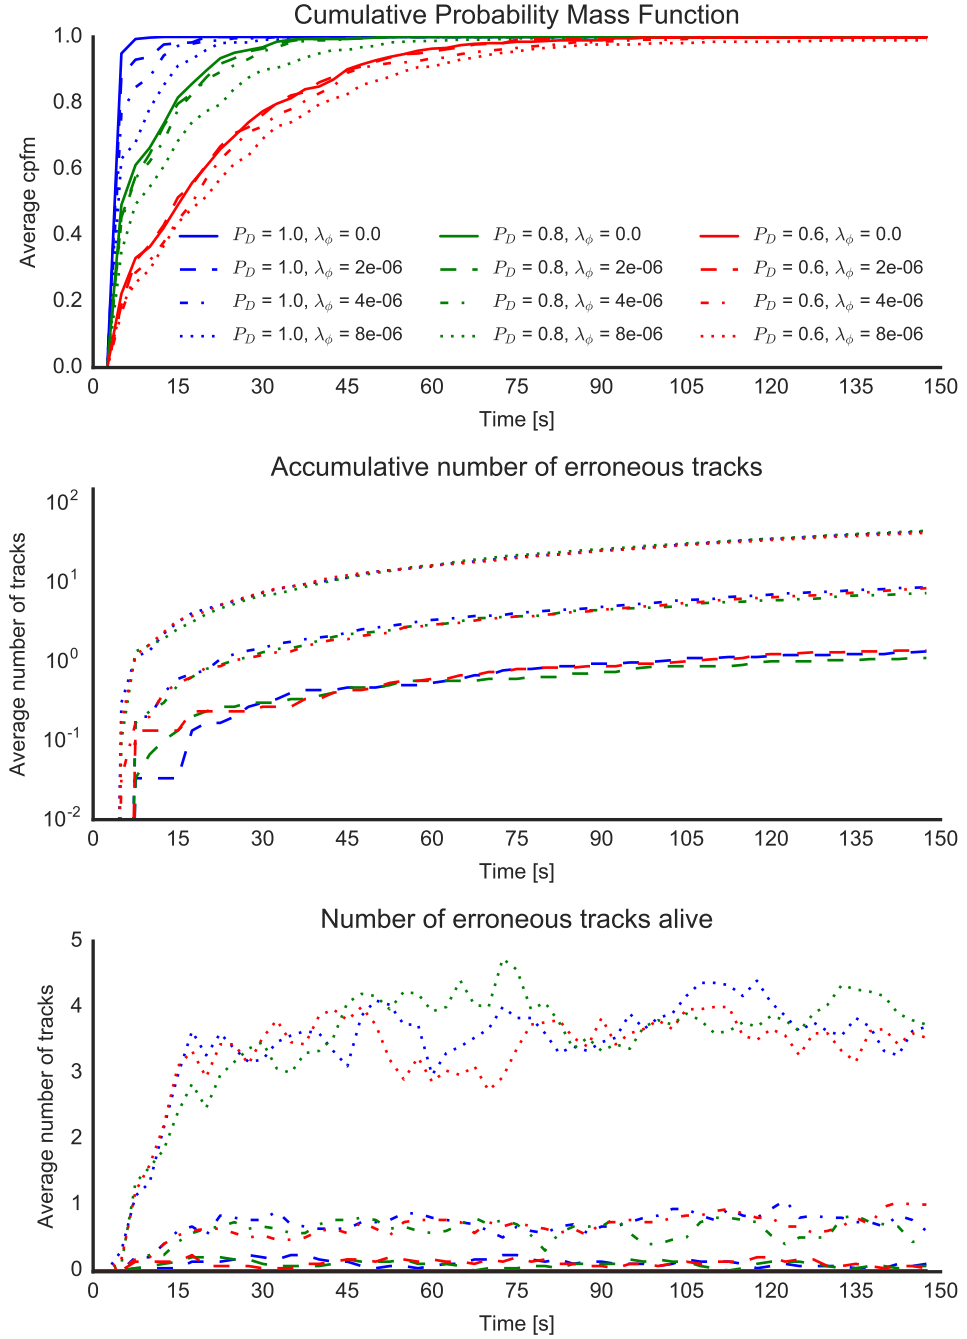 Cumulative Probability Mass Function
1.0
0.8
0.6
0.4
0.2
0.0
Average cpfm
P_D = 1.0, λ_ϕ = 0.0
P_D = 1.0, λ_ϕ = 2e-06
P_D = 1.0, λ_ϕ = 4e-06
P_D = 1.0, λ_ϕ = 8e-06
P_D = 0.8, λ_ϕ = 0.0
P_D = 0.8, λ_ϕ = 2e-06
P_D = 0.8, λ_ϕ = 4e-06
P_D = 0.8, λ_ϕ = 8e-06
P_D = 0.6, λ_ϕ = 0.0
P_D = 0.6, λ_ϕ = 2e-06
P_D = 0.6, λ_ϕ = 4e-06
P_D = 0.6, λ_ϕ = 8e-06
0 15 30 45 60 75 90 105 120 135 150
Time [s]
Accumulative number of erroneous tracks
10^2
10^1
10^0
10^-1
10^-2
Average number of tracks
0 15 30 45 60 75 90 105 120 135 150
Time [s]
Number of erroneous tracks alive
5
4
3
2
1
0
Average number of tracks
0 15 30 45 60 75 90 105 120 135 150
Time [s]